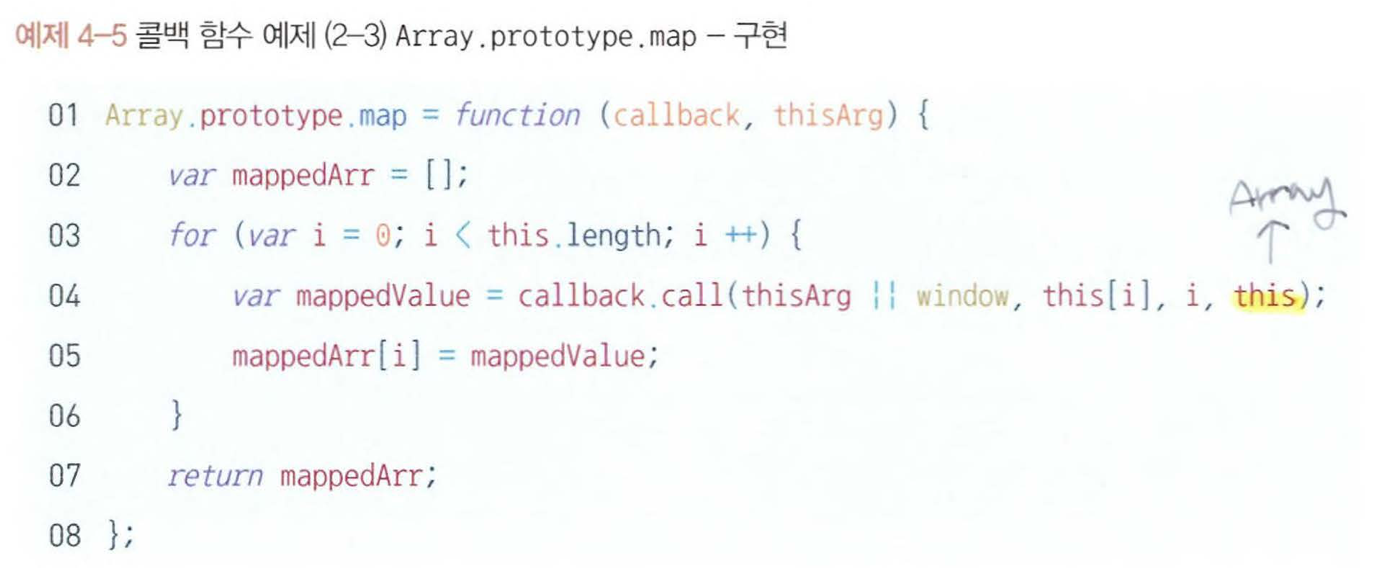 예제 4-5 콜백 함수 예제 (2-3) Array.prototype.map - 구현
01 Array.prototype.map = function (callback, thisArg) {
02 var mappedArr = [];
Array
03 for (var i = 0; i < this.length; i ++) {
↑
04 var mappedValue = callback.call(thisArg || window, this[i], i, this);
05 mappedArr[i] = mappedValue;
06 }
07 return mappedArr;
08 };